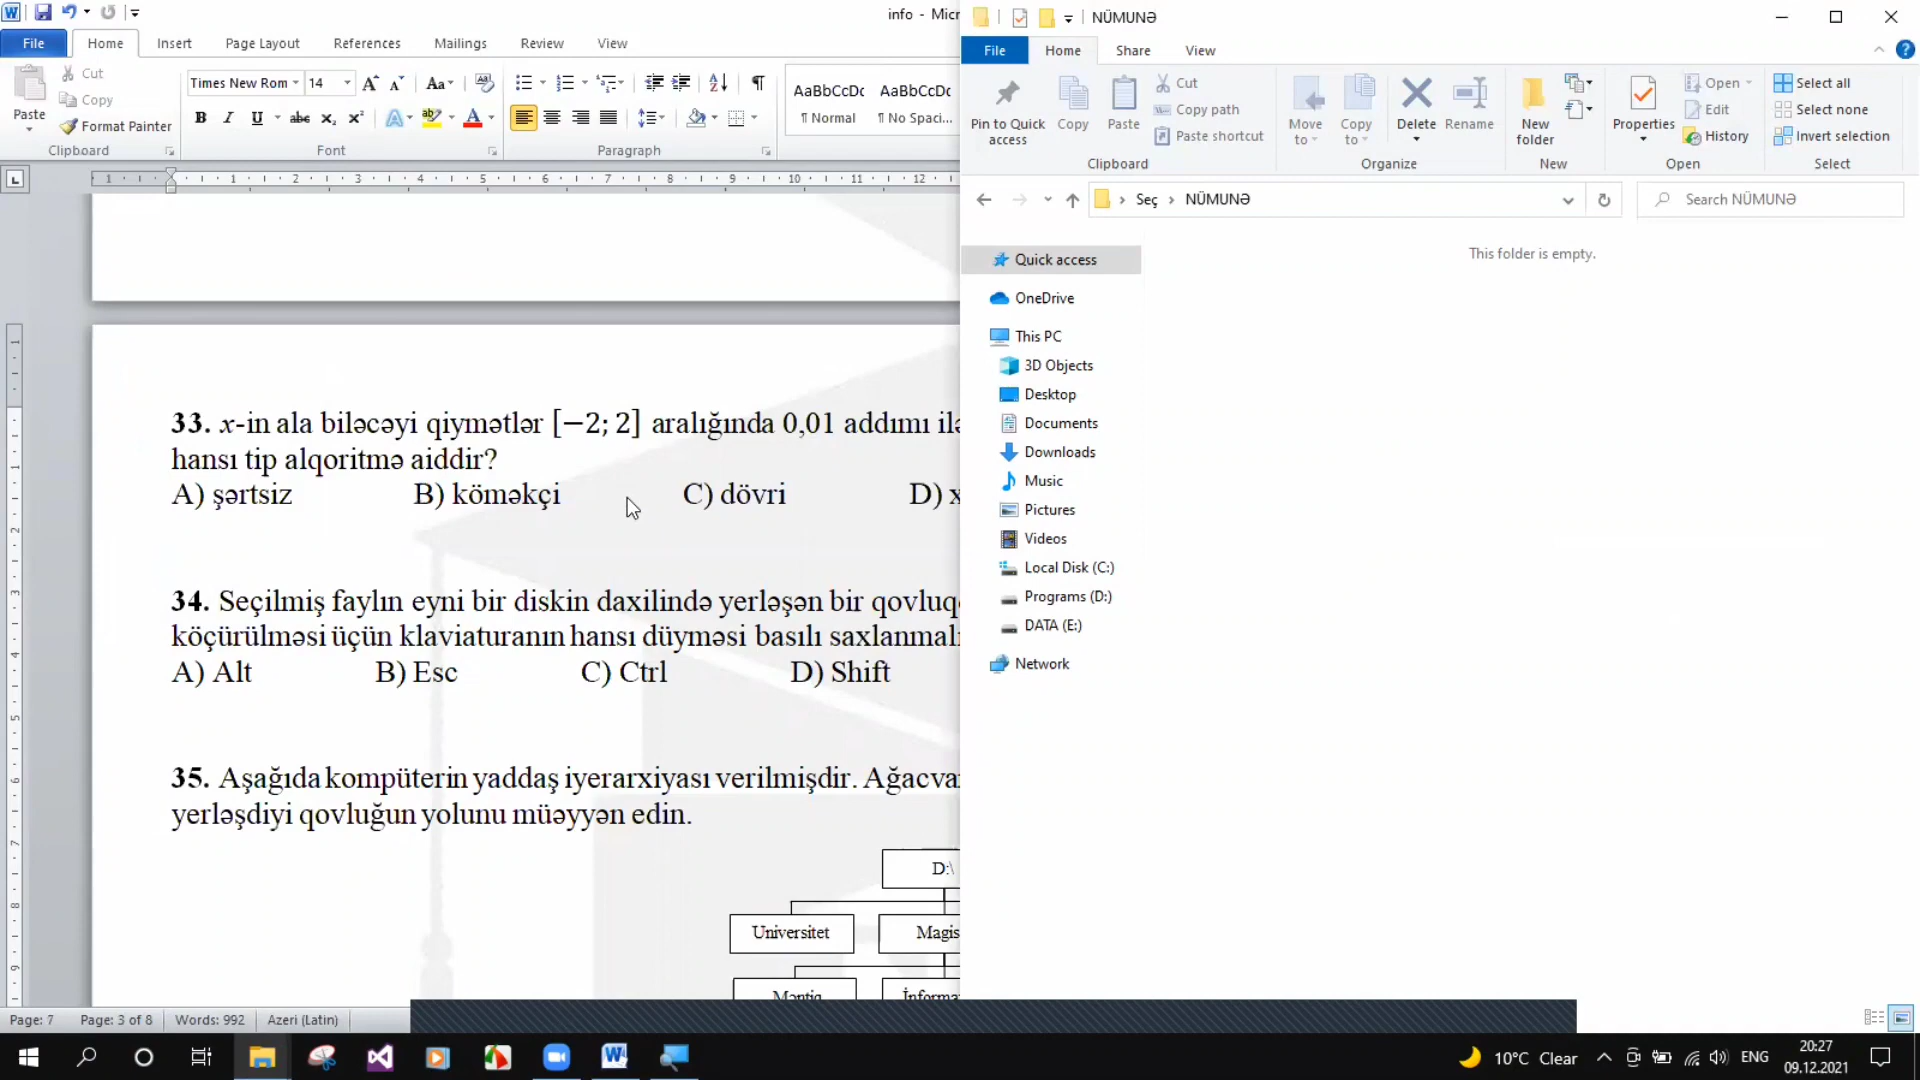 info - Micr
File Home Insert Page Layout References Mailings Review View
Cut
Copy
Format Painter
Paste
Clipboard
Times New Rom 14
Font
Paragraph
AaBbCcDc AaBbCcDc
¶ Normal ¶ No Spaci...
33. x-in ala biləcəyi qiymətlər [−2; 2] aralığında 0,01 addımı ilə
hansı tip alqoritmə aiddir?
A) şərtsiz B) köməkçi C) dövri D) x
34. Seçilmiş faylın eyni bir diskin daxilində yerləşən bir qovluq
köçürülməsi üçün klaviaturanın hansı düyməsi basılı saxlanmal
A) Alt B) Esc C) Ctrl D) Shift
35. Aşağıda kompüterin yaddaş iyerarxiyası verilmişdir. Ağacva
yerləşdiyi qovluğun yolunu müəyyən edin.
D:\
Universitet Magis
Məntiq İnforma
Page: 7 Page: 3 of 8 Words: 992 Azeri (Latin)
NÜMUNƏ
File Home Share View
Pin to Quick access
Copy
Paste
Cut
Copy path
Paste shortcut
Clipboard
Move to
Copy to
Delete
Rename
Organize
New folder
New
Properties
Open
Edit
History
Open
Select all
Select none
Invert selection
Select
Seç › NÜMUNƏ
Search NÜMUNƏ
This folder is empty.
Quick access
OneDrive
This PC
3D Objects
Desktop
Documents
Downloads
Music
Pictures
Videos
Local Disk (C:)
Programs (D:)
DATA (E:)
Network
10°C Clear
ENG
20:27
09.12.2021